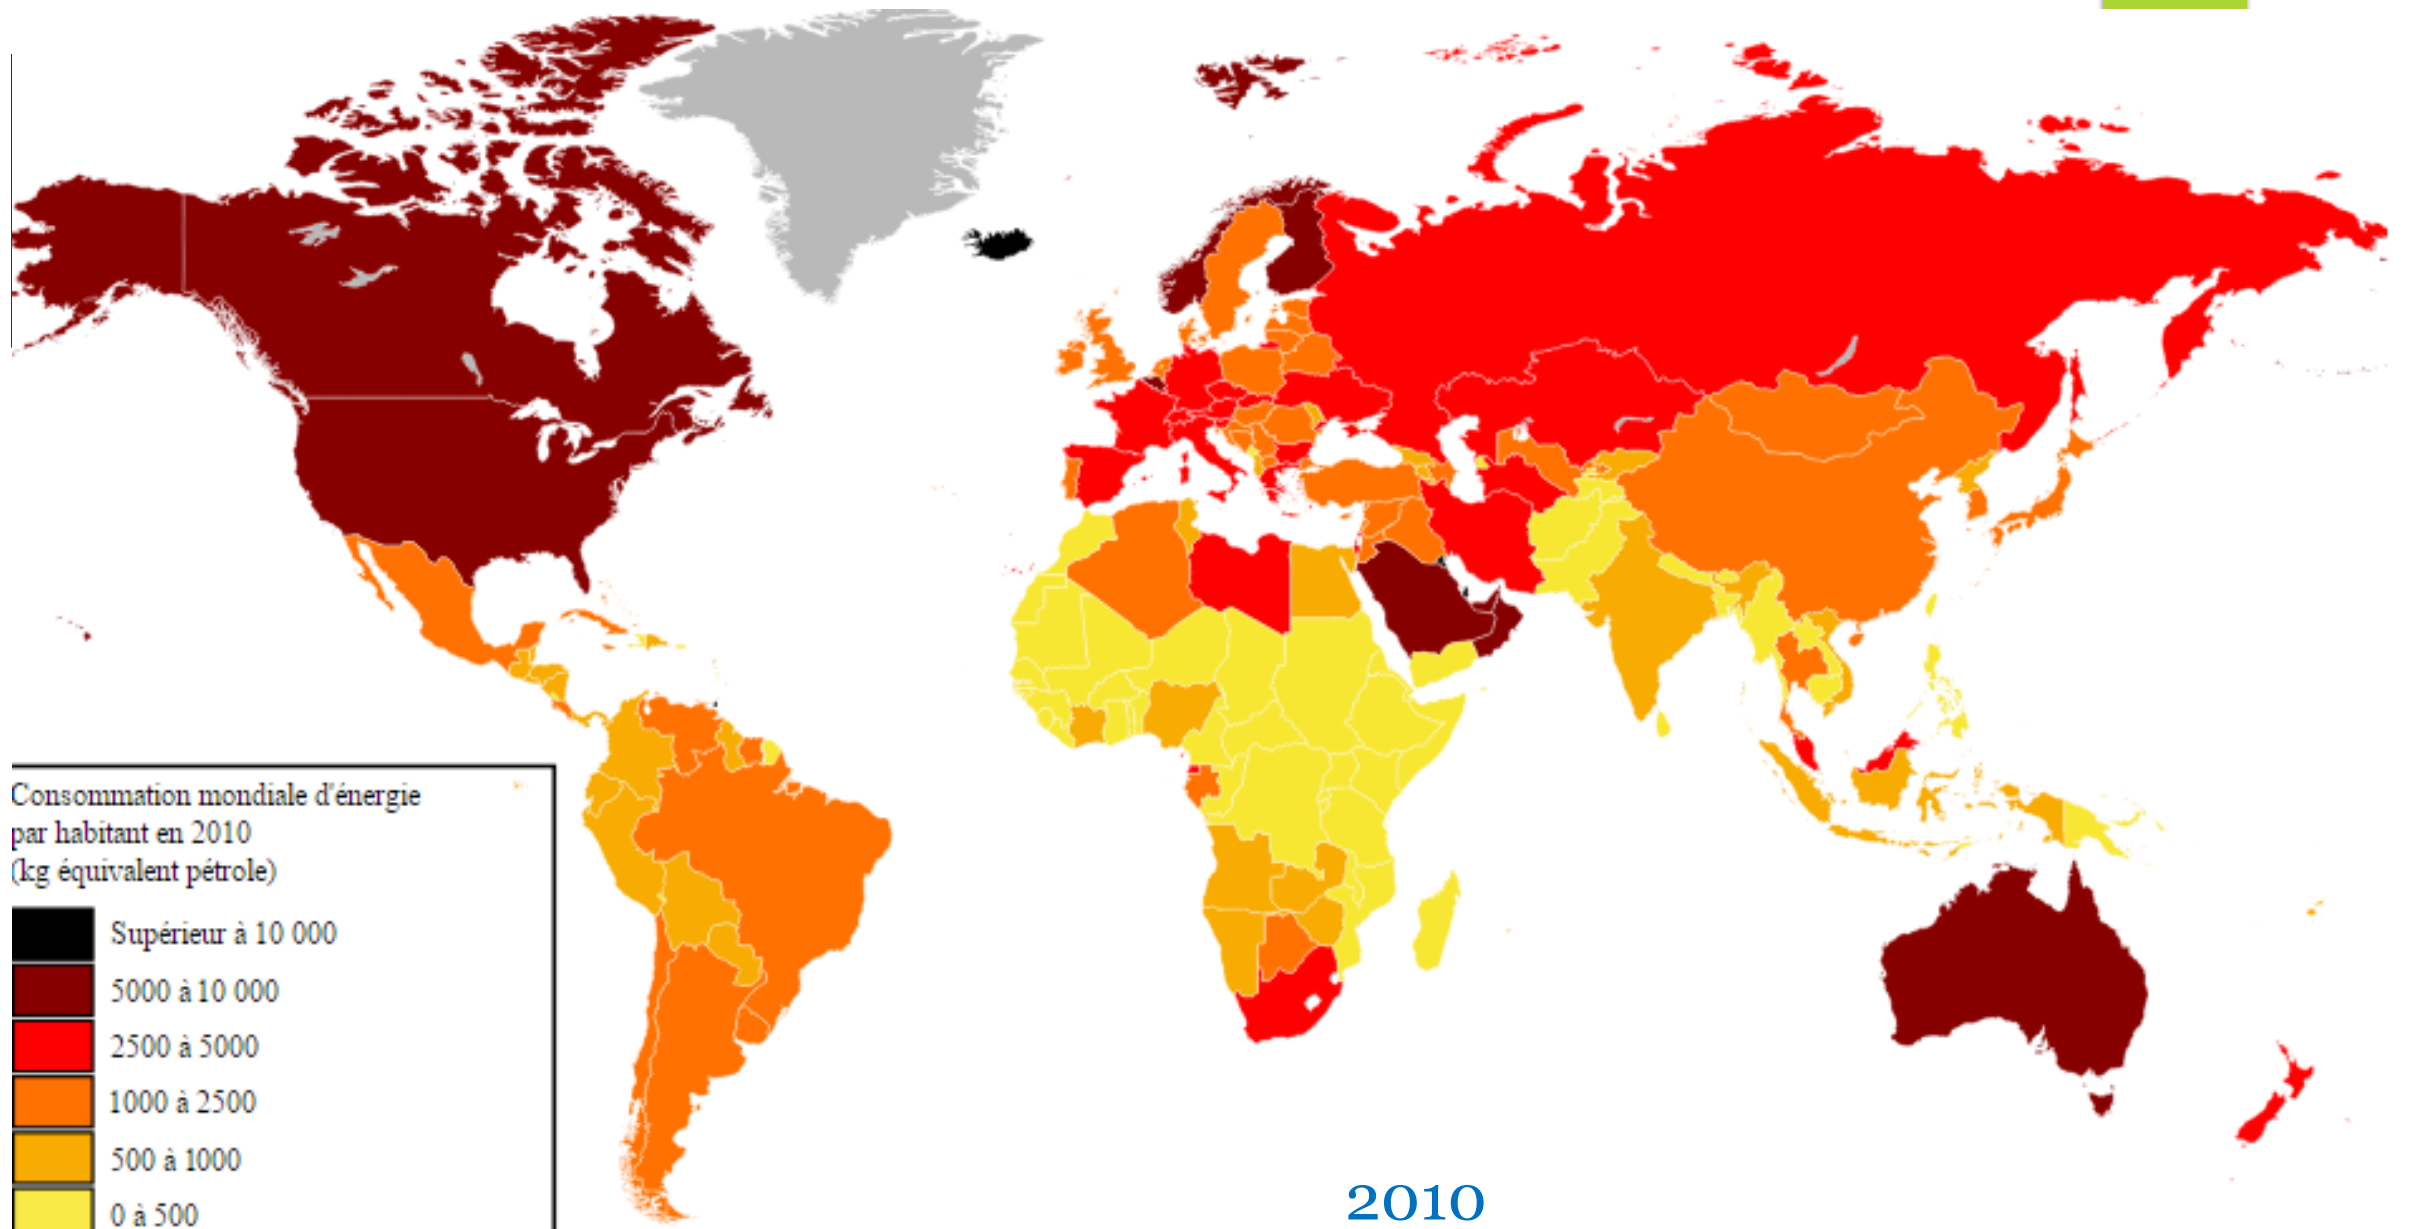 Consommation mondiale d'énergie
par habitant en 2010
(kg équivalent pétrole)
Supérieur à 10 000
5000 à 10 000
2500 à 5000
1000 à 2500
500 à 1000
0 à 500
2010